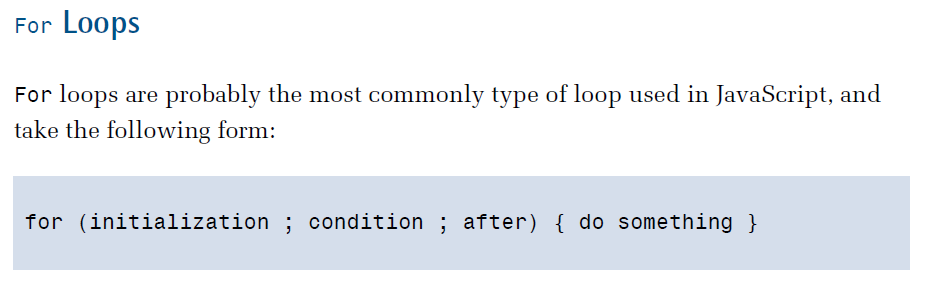 For Loops
For loops are probably the most commonly type of loop used in JavaScript, and
take the following form:
for (initialization ; condition ; after) { do something }